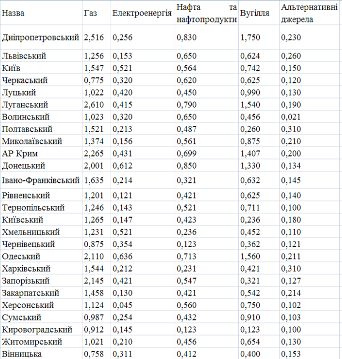 Назва Газ Електроенергія Нафта та нафтопродукти Вугілля Альтернативні джерела
Дніпропетровський 2,516 0,256 0,830 1,750 0,230
Львівський 1,256 0,153 0,650 0,624 0,260
Київ 1,547 0,521 0,564 0,742 0,150
Черкаський 0,775 0,320 0,620 0,625 0,120
Луцький 1,022 0,420 0,450 0,990 0,130
Луганський 2,610 0,415 0,790 1,540 0,190
Волинський 1,023 0,320 0,650 0,456 0,021
Полтавський 1,521 0,213 0,487 0,260 0,310
Миколаївський 1,374 0,156 0,561 0,875 0,210
АР Крим 2,265 0,431 0,699 1,407 0,200
Донецький 2,001 0,612 0,850 1,330 0,134
Івано-Франківський 1,635 0,214 0,321 0,632 0,145
Рівненський 1,201 0,121 0,421 0,625 0,140
Тернопільський 1,246 0,143 0,521 0,711 0,100
Київський 1,265 0,147 0,423 0,236 0,180
Хмельницький 1,231 0,521 0,236 0,452 0,110
Чернівецький 0,875 0,354 0,123 0,362 0,121
Одеський 2,110 0,636 0,713 1,560 0,211
Харківський 1,544 0,212 0,231 0,421 0,310
Запорізький 2,145 0,421 0,547 0,321 0,127
Закарпатський 1,458 0,130 0,421 0,542 0,214
Херсонський 1,124 0,045 0,560 0,750 0,102
Сумський 0,987 0,254 0,432 0,910 0,103
Кировоградський 0,912 0,145 0,123 0,123 0,100
Житомирський 1,021 0,210 0,456 0,654 0,130
Вінницька 0,758 0,311 0,412 0,400 0,153